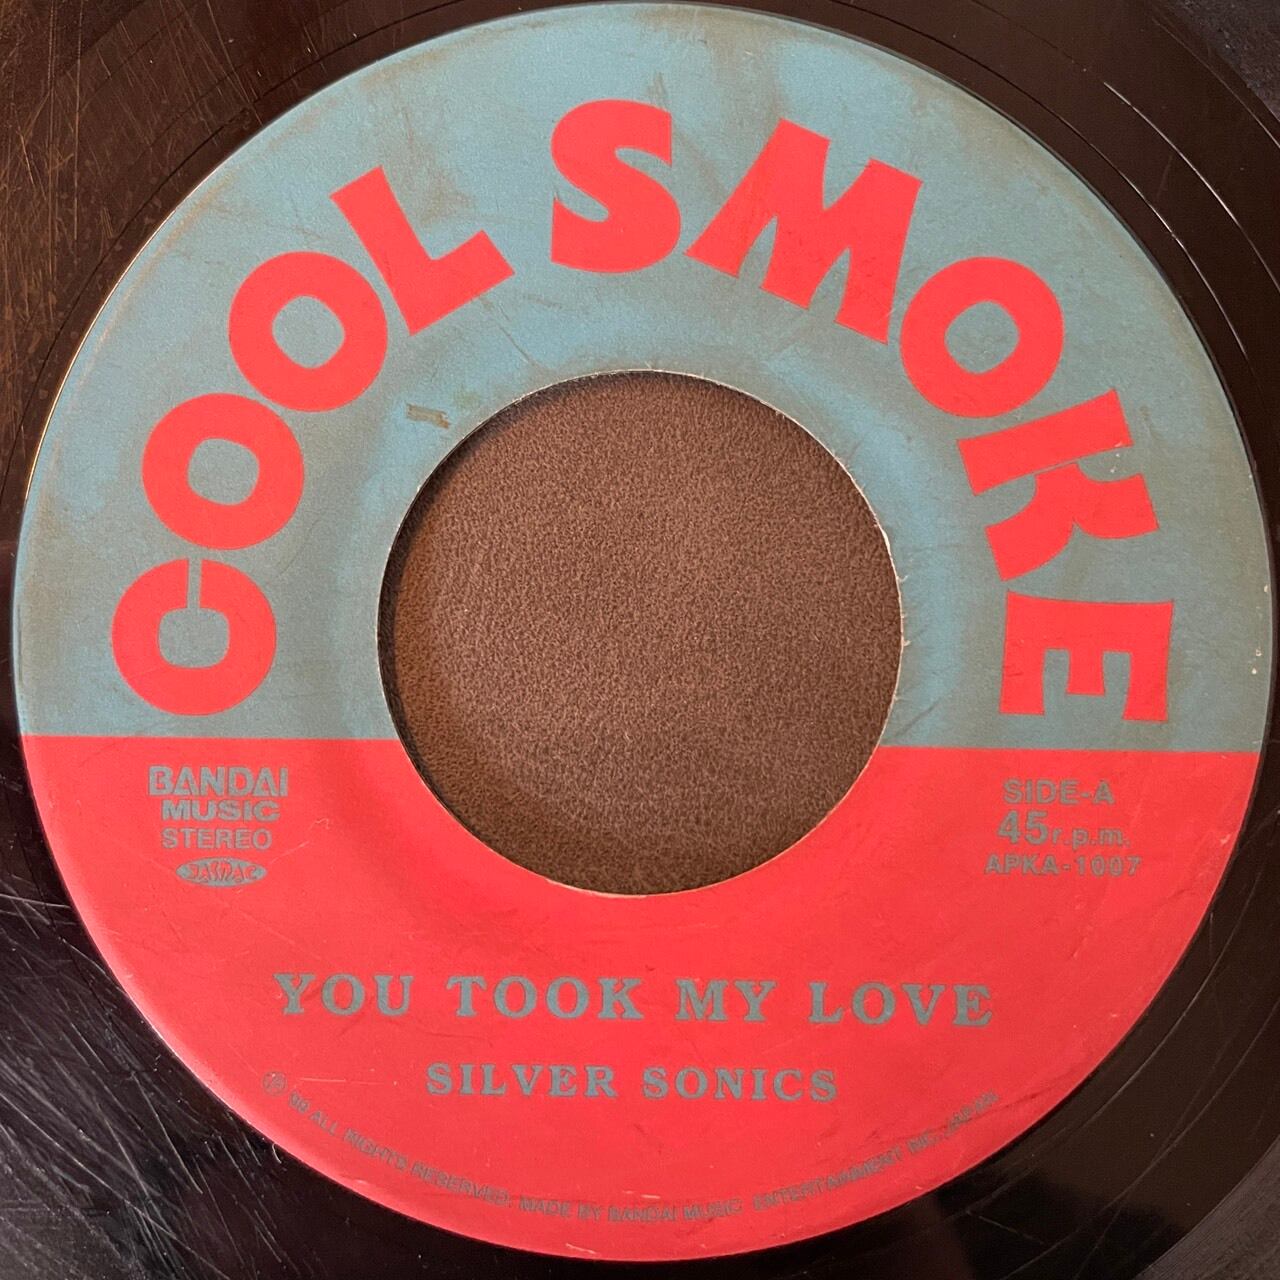 COOL SMOKE
BANDAI
MUSIC
STEREO
JASRAC
SIDE-A
45 r.p.m.
APKA-1007
YOU TOOK MY LOVE
SILVER SONICS
ALL RIGHTS RESERVED. MADE BY BANDAI MUSIC ENTERTAINMENT INC., JAPAN